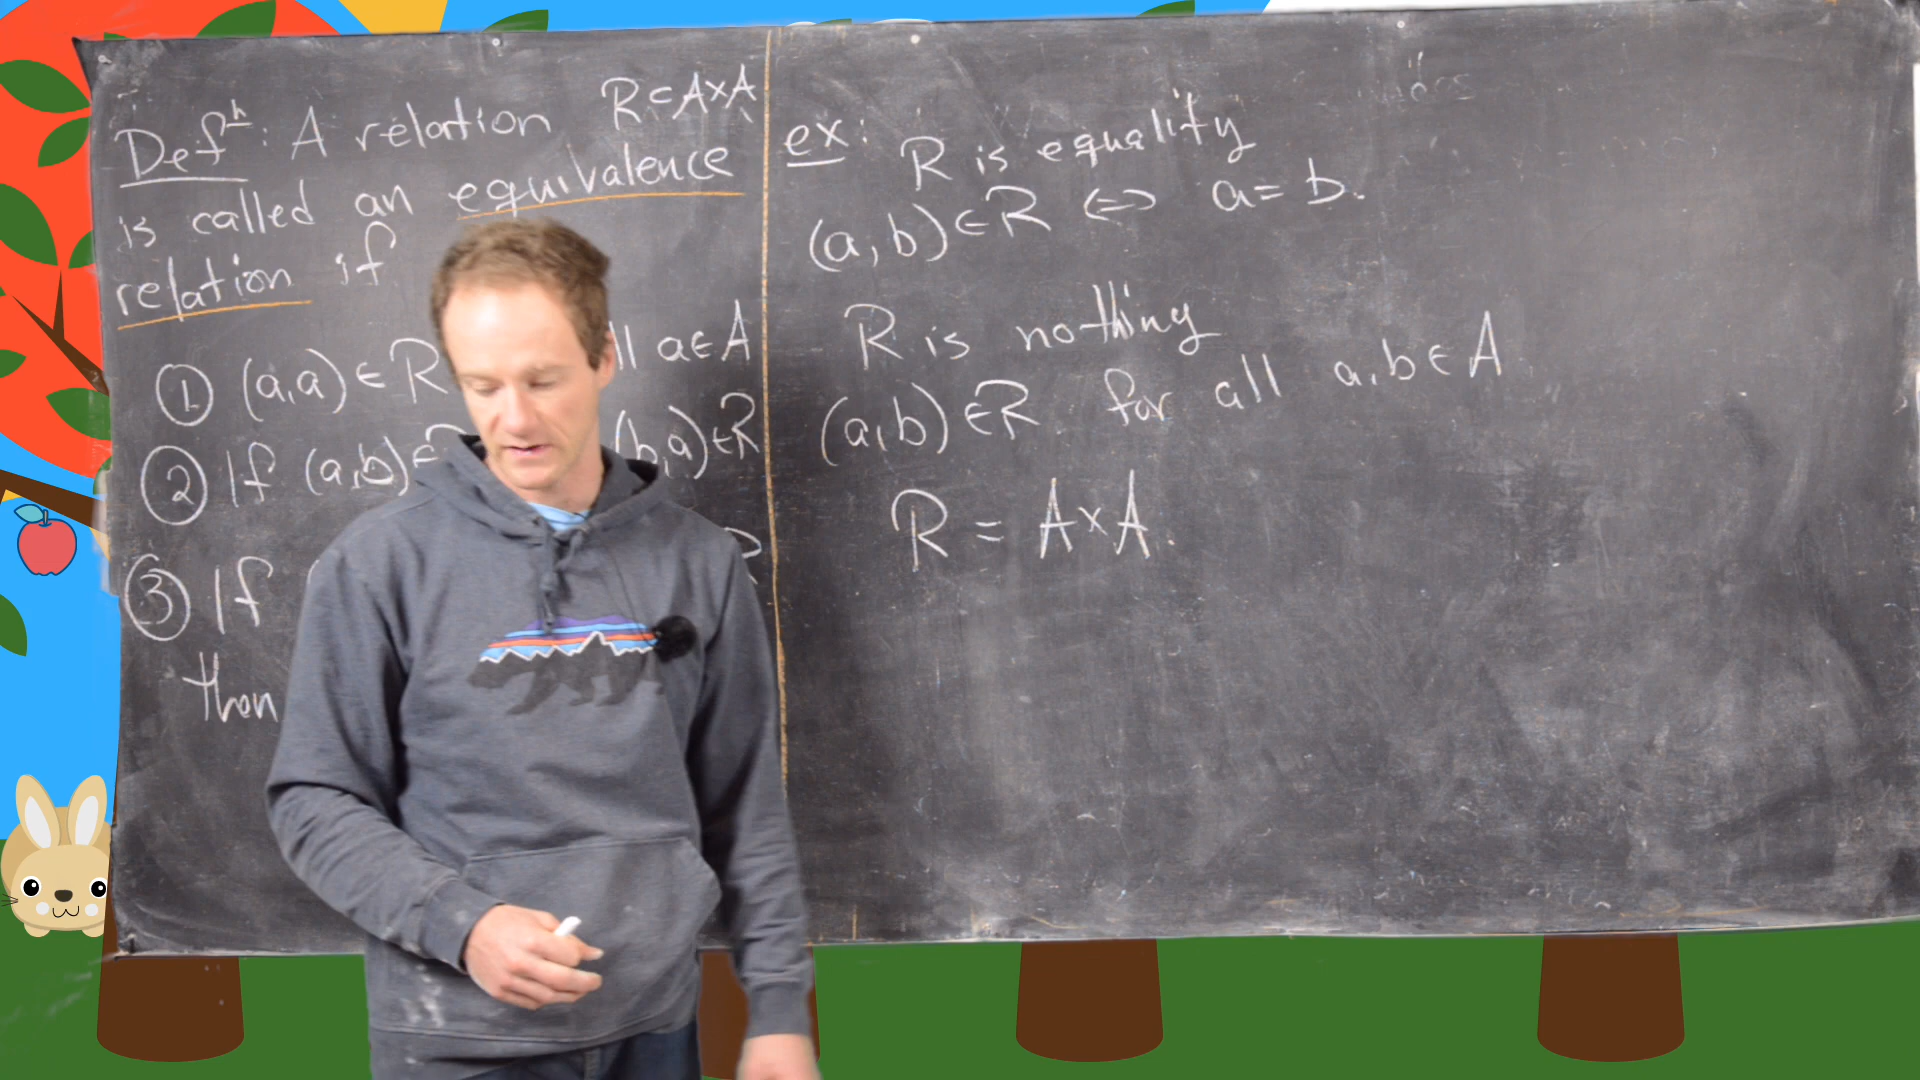 Defn: A relation R⊂A×A
is called an equivalence
relation if
① (a,a) ∈ R ll a∈A
② If (a,b)∈R (b,a)∈R
③ If R
then
ex: R is equality
(a,b)∈R ⇔ a=b.
R is nothing
(a,b)∈R for all a,b∈A
R = A×A.